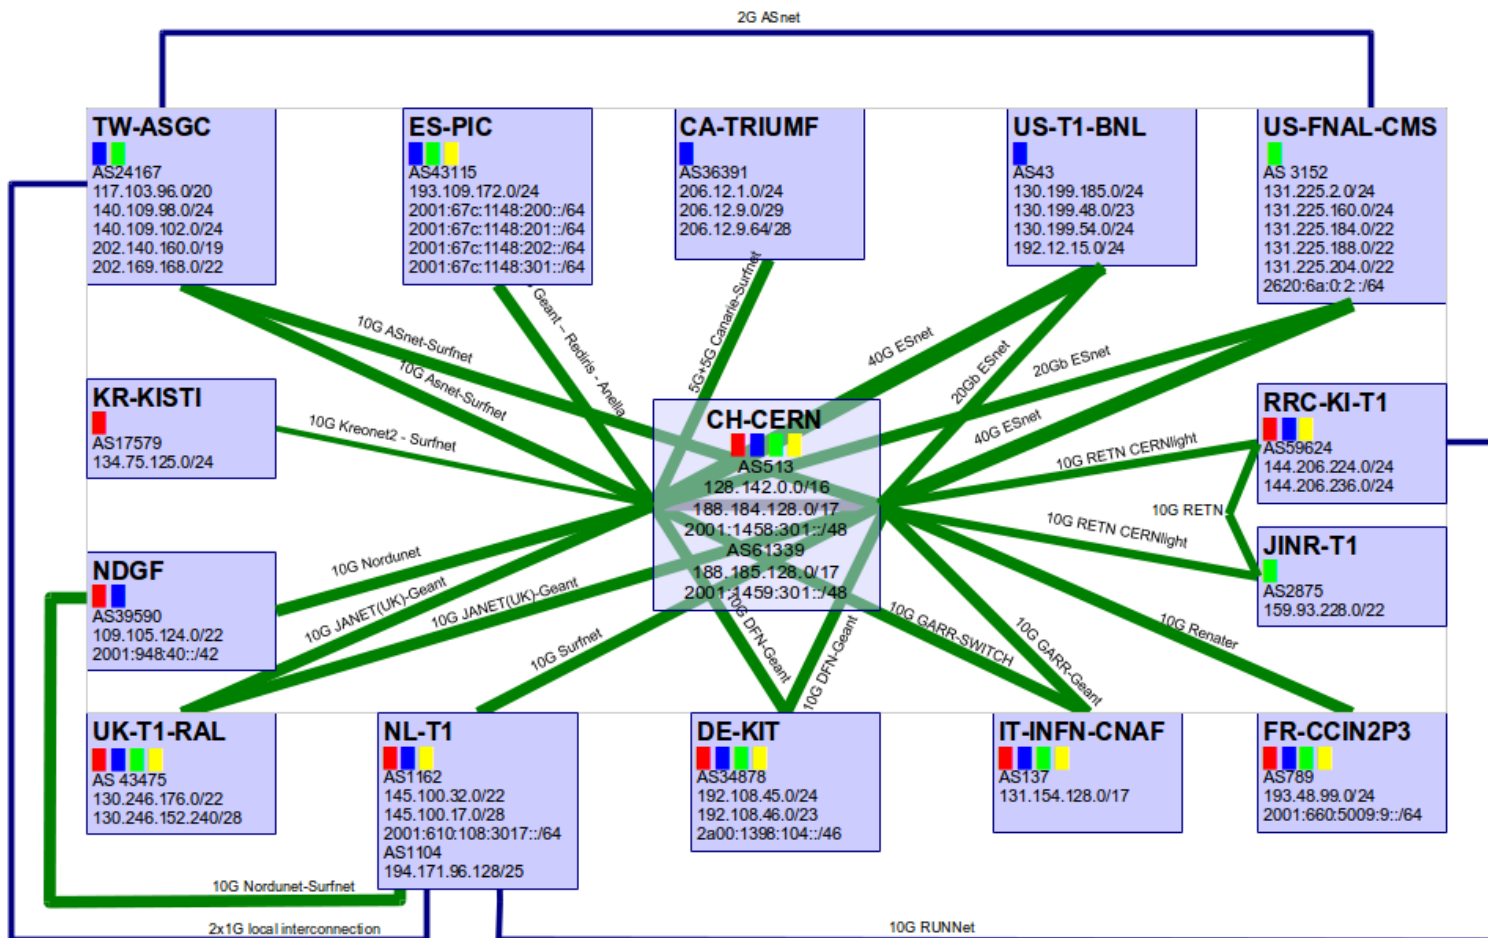 2G ASnet
TW-ASGC
AS24167
117.103.96.0/20
140.109.98.0/24
140.109.102.0/24
202.140.160.0/19
202.169.168.0/22
ES-PIC
AS43115
193.109.172.0/24
2001:67c:1148:200::/64
2001:67c:1148:201::/64
2001:67c:1148:202::/64
2001:67c:1148:301::/64
CA-TRIUMF
AS36391
206.12.1.0/24
206.12.9.0/29
206.12.9.64/28
US-T1-BNL
AS43
130.199.185.0/24
130.199.48.0/23
130.199.54.0/24
192.12.15.0/24
US-FNAL-CMS
AS 3152
131.225.2.0/24
131.225.160.0/24
131.225.184.0/22
131.225.188.0/22
131.225.204.0/22
2620:6a:0:2::/64
10G ASnet-Surfnet
10G Asnet-Surfnet
Geant – Rediris - Anella
5G+5G Canarie-Surfnet
40G ESnet
20Gb ESnet
20Gb ESnet
40G ESnet
KR-KISTI
AS17579
134.75.125.0/24
10G Kreonet2 - Surfnet
CH-CERN
AS513
128.142.0.0/16
188.184.128.0/17
2001:1458:301::/48
AS61339
188.185.128.0/17
2001:1459:301::/48
RRC-KI-T1
AS59624
144.206.224.0/24
144.206.236.0/24
10G RETN CERNlight
10G RETN
10G RETN CERNlight
JINR-T1
AS2875
159.93.228.0/22
NDGF
AS39590
109.105.124.0/22
2001:948:40::/42
10G Nordunet
10G JANET(UK)-Geant
10G JANET(UK)-Geant
10G Surfnet
10G DFN-Geant
10G DFN-Geant
10G GARR-SWITCH
10G GARR-Geant
10G Renater
UK-T1-RAL
AS 43475
130.246.176.0/22
130.246.152.240/28
NL-T1
AS1162
145.100.32.0/22
145.100.17.0/28
2001:610:108:3017::/64
AS1104
194.171.96.128/25
DE-KIT
AS34878
192.108.45.0/24
192.108.46.0/23
2a00:1398:104::/46
IT-INFN-CNAF
AS137
131.154.128.0/17
FR-CCIN2P3
AS789
193.48.99.0/24
2001:660:5009:9::/64
10G Nordunet-Surfnet
2x1G local interconnection
10G RUNNet